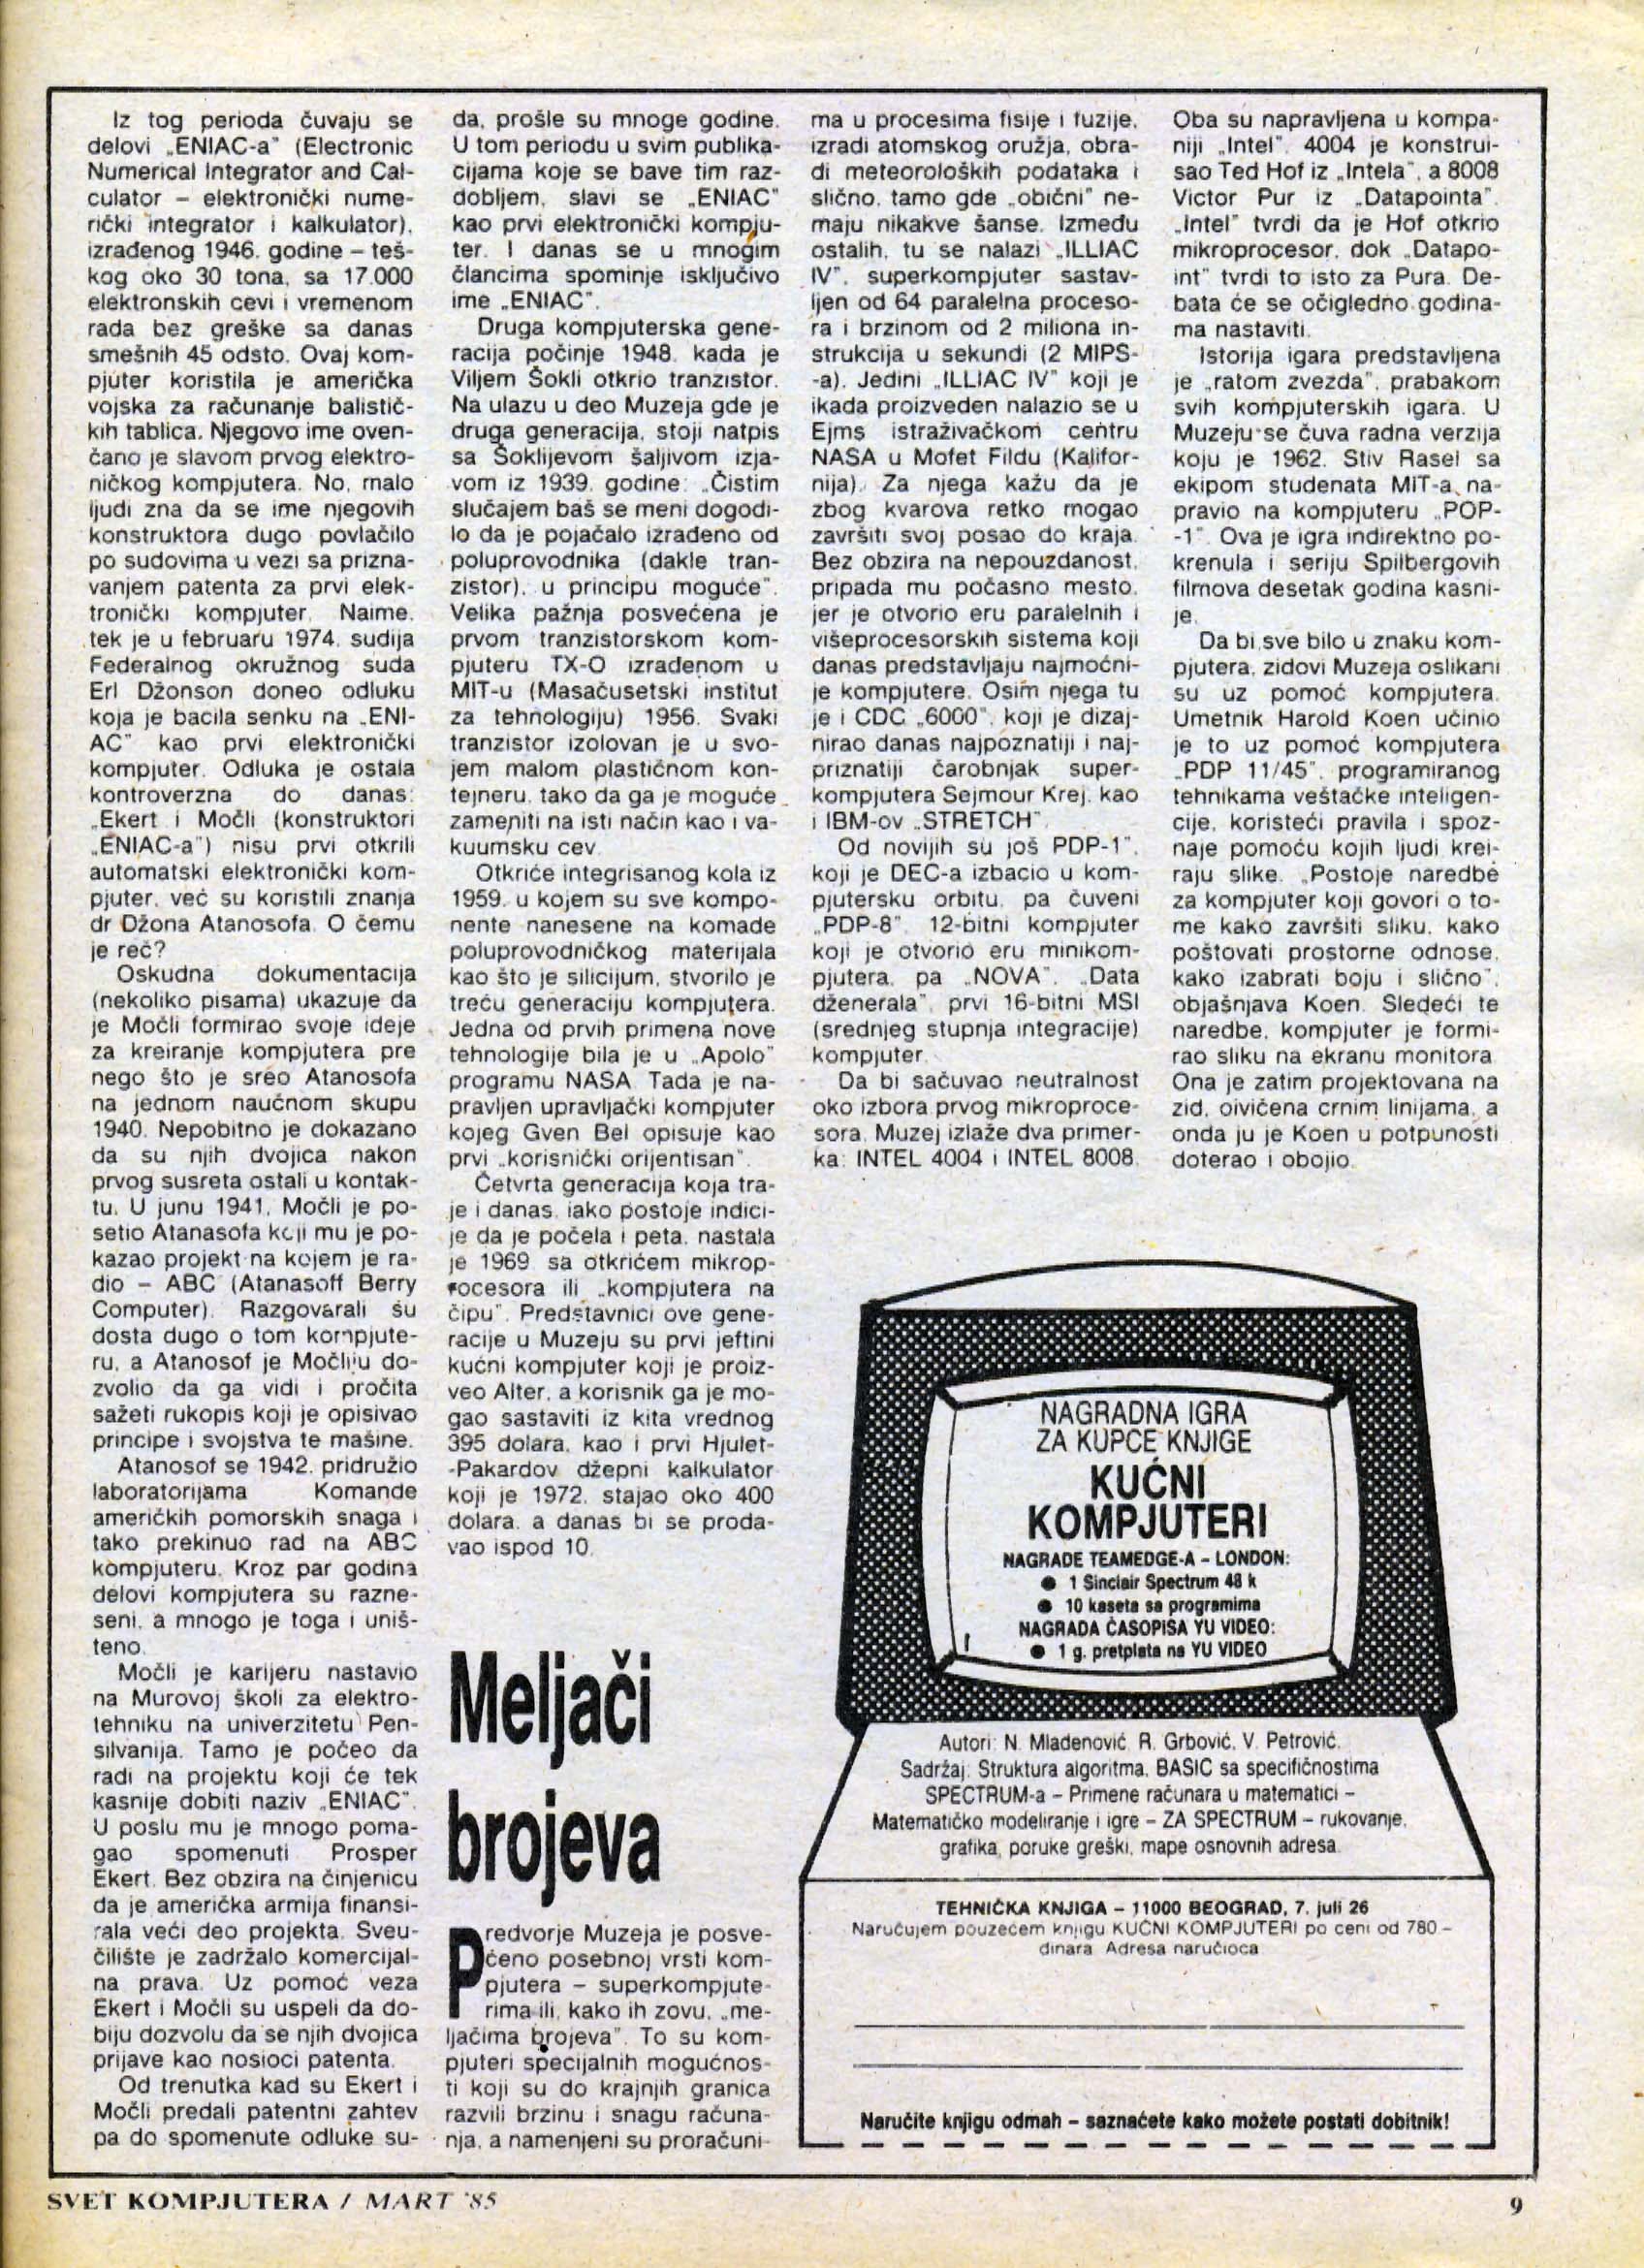 Iz tog perioda čuvaju se
delovi „ENIAC-a" (Electronic
Numerical Integrator and Cal-
culator – elektronički nume-
rički integrator i kalkulator),
izrađenog 1946. godine – teš-
kog oko 30 tona, sa 17.000
elektronskih cevi i vremenom
rada bez greške sa danas
smešnih 45 odsto. Ovaj kom-
pjuter koristila je američka
vojska za računanje balistič-
kih tablica. Njegovo ime oven-
čano je slavom prvog elektro-
ničkog kompjutera. No, malo
ljudi zna da se ime njegovih
konstruktora dugo povlačilo
po sudovima u vezi sa prizna-
vanjem patenta za prvi elek-
tronički kompjuter. Naime,
tek je u februaru 1974. sudija
Federalnog okružnog suda
Erl Džonson doneo odluku
koja je bacila senku na „ENI-
AC" kao prvi elektronički
kompjuter. Odluka je ostala
kontroverzna do danas:
„Ekert i Močli (konstruktori
„ENIAC-a") nisu prvi otkrili
automatski elektronički kom-
pjuter, već su koristili znanja
dr Džona Atanosofa. O čemu
je reč?
Oskudna dokumentacija
(nekoliko pisama) ukazuje da
je Močli formirao svoje ideje
za kreiranje kompjutera pre
nego što je sreo Atanosofa
na jednom naučnom skupu
1940. Nepobitno je dokazano
da su njih dvojica nakon
prvog susreta ostali u kontak-
tu. U junu 1941, Močli je po-
setio Atanasofa koji mu je po-
kazao projekt na kojem je ra-
dio – ABC (Atanasoff Berry
Computer). Razgovarali su
dosta dugo o tom kompjute-
ru, a Atanosof je Močliju do-
zvolio da ga vidi i pročita
sažeti rukopis koji je opisivao
principe i svojstva te mašine.
Atanosof se 1942. pridružio
laboratorijama Komande
američkih pomorskih snaga i
tako prekinuo rad na ABC
kompjuteru. Kroz par godina
delovi kompjutera su razne-
seni, a mnogo je toga i uniš-
teno.
Močli je karijeru nastavio
na Murovoj školi za elektro-
tehniku na univerzitetu Pen-
silvanija. Tamo je počeo da
radi na projektu koji će tek
kasnije dobiti naziv „ENIAC".
U poslu mu je mnogo poma-
gao spomenuti Prosper
Ekert. Bez obzira na činjenicu
da je američka armija finansi-
rala veći deo projekta. Sveu-
čilište je zadržalo komercijal-
na prava. Uz pomoć veza
Ekert i Močli su uspeli da do-
biju dozvolu da se njih dvojica
prijave kao nosioci patenta.
Od trenutka kad su Ekert i
Močli predali patentni zahtev
pa do spomenute odluke su-
da, prošle su mnoge godine.
U tom periodu u svim publika-
cijama koje se bave tim raz-
dobljem, slavi se „ENIAC"
kao prvi elektronički kompju-
ter. I danas se u mnogim
člancima spominje isključivo
ime „ENIAC".
Druga kompjuterska gene-
racija počinje 1948. kada je
Viljem Šokli otkrio tranzistor.
Na ulazu u deo Muzeja gde je
druga generacija, stoji natpis
sa Šoklijevom šaljivom izja-
vom iz 1939. godine: „Čistim
slučajem baš se meni dogodi-
lo da je pojačalo izrađeno od
poluprovodnika (dakle tran-
zistor), u principu moguće".
Velika pažnja posvećena je
prvom tranzistorskom kom-
pjuteru TX-O izrađenom u
MIT-u (Masačusetski institut
za tehnologiju) 1956. Svaki
tranzistor izolovan je u svo-
jem malom plastičnom kon-
tejneru, tako da ga je moguće
zameniti na isti način kao i va-
kuumsku cev.
Otkriće integrisanog kola iz
1959. u kojem su sve kompo-
nente nanesene na komade
poluprovodničkog materijala
kao što je silicijum, stvorilo je
treću generaciju kompjutera.
Jedna od prvih primena nove
tehnologije bila je u „Apolo"
programu NASA. Tada je na-
pravljen upravljački kompjuter
kojeg Gven Bel opisuje kao
prvi „korisnički orijentisan".
Četvrta generacija koja tra-
je i danas, iako postoje indici-
je da je počela i peta, nastala
je 1969. sa otkrićem mikrop-
rocesora ili „kompjutera na
čipu". Predstavnici ove gene-
racije u Muzeju su prvi jeftini
kućni kompjuter koji je proiz-
veo Alter, a korisnik ga je mo-
gao sastaviti iz kita vrednog
395 dolara, kao i prvi Hjulet-
-Pakardov džepni kalkulator
koji je 1972. stajao oko 400
dolara, a danas bi se proda-
vao ispod 10.
Meljači
brojeva
Predvorje Muzeja je posve-
ćeno posebnoj vrsti kom-
pjutera – superkompjute-
rima ili, kako ih zovu, „me-
ljačima brojeva". To su kom-
pjuteri specijalnih mogućnos-
ti koji su do krajnjih granica
razvili brzinu i snagu računa-
nja, a namenjeni su proračuni-
ma u procesima fisije i fuzije,
izradi atomskog oružja, obra-
di meteoroloških podataka i
slično, tamo gde „obični" ne-
maju nikakve šanse. Između
ostalih, tu se nalazi „ILLIAC
IV", superkompjuter sastav-
ljen od 64 paralelna proceso-
ra i brzinom od 2 miliona in-
strukcija u sekundi (2 MIPS-
-a). Jedini „ILLIAC IV" koji je
ikada proizveden nalazio se u
Ejms istraživačkom centru
NASA u Mofet Fildu (Kalifor-
nija). Za njega kažu da je
zbog kvarova retko mogao
završiti svoj posao do kraja.
Bez obzira na nepouzdanost,
pripada mu počasno mesto,
jer je otvorio eru paralelnih i
višeprocesorskih sistema koji
danas predstavljaju najmoćni-
je kompjutere. Osim njega tu
je i CDC „6000", koji je dizaj-
nirao danas najpoznatiji i naj-
priznatiji čarobnjak super-
kompjutera Sejmour Krej, kao
i IBM-ov „STRETCH".
Od novijih su još PDP-1",
koji je DEC-a izbacio u kom-
pjutersku orbitu, pa čuveni
„PDP-8", 12-bitni kompjuter
koji je otvorio eru minikom-
pjutera, pa „NOVA", „Data
dženerala", prvi 16-bitni MSI
(srednjeg stupnja integracije)
kompjuter.
Da bi sačuvao neutralnost
oko izbora prvog mikroproce-
sora, Muzej izlaže dva primer-
ka: INTEL 4004 i INTEL 8008.
Oba su napravljena u kompa-
niji „Intel". 4004 je konstrui-
sao Ted Hof iz „Intela", a 8008
Victor Pur iz „Datapointa".
„Intel" tvrdi da je Hof otkrio
mikroprocesor, dok „Datapo-
int" tvrdi to isto za Pura. De-
bata će se očigledno godina-
ma nastaviti.
Istorija igara predstavljena
je „ratom zvezda", prabakom
svih kompjuterskih igara. U
Muzeju se čuva radna verzija
koju je 1962. Stiv Rasel sa
ekipom studenata MIT-a na-
pravio na kompjuteru „POP-
-1". Ova je igra indirektno po-
krenula i seriju Spilbergovih
filmova desetak godina kasni-
je.
Da bi sve bilo u znaku kom-
pjutera, zidovi Muzeja oslikani
su uz pomoć kompjutera.
Umetnik Harold Koen učinio
je to uz pomoć kompjutera
„PDP 11/45", programiranog
tehnikama veštačke inteligen-
cije, koristeći pravila i spoz-
naje pomoću kojih ljudi krei-
raju slike. „Postoje naredbe
za kompjuter koji govori o to-
me kako završiti sliku, kako
poštovati prostorne odnose,
kako izabrati boju i slično",
objašnjava Koen. Sledeći te
naredbe, kompjuter je formi-
rao sliku na ekranu monitora.
Ona je zatim projektovana na
zid, oivičena crnim linijama, a
onda ju je Koen u potpunosti
doterao i obojio.
NAGRADNA IGRA
ZA KUPCE KNJIGE
KUĆNI
KOMPJUTERI
NAGRADE TEAMEDGE-A – LONDON:
● 1 Sinclair Spectrum 48 k
● 10 kaseta sa programima
NAGRADA ČASOPISA YU VIDEO:
● 1 g. pretplata na YU VIDEO
Autori: N. Mladenović, R. Grbović, V. Petrović.
Sadržaj: Struktura algoritma, BASIC sa specifičnostima
SPECTRUM-a – Primene računara u matematici –
Matematičko modeliranje i igre – ZA SPECTRUM – rukovanje,
grafika, poruke greški, mape osnovnih adresa.
TEHNIČKA KNJIGA – 11000 BEOGRAD, 7. juli 26
Naručujem pouzećem knjigu KUĆNI KOMPJUTERI po ceni od 780 –
dinara. Adresa naručioca
Naručite knjigu odmah – saznaćete kako možete postati dobitnik!
SVET KOMPJUTERA / MART '85
9